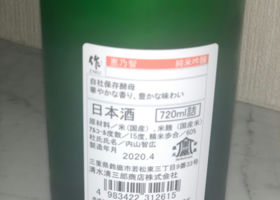 作 恵乃智 純米吟醸
ZAKU
自社保存酵母
華やかな香り、豊かな味わい
日本酒 720ml詰
原材料名/米(国産)、米麹(国産米)
アルコール度数/15度、精米歩合/60%
杜氏氏名/内山智広
製造年月
2020.4
三重県鈴鹿市若松東三丁目9番33号
清水清三郎商店株式会社
4 983422 312615